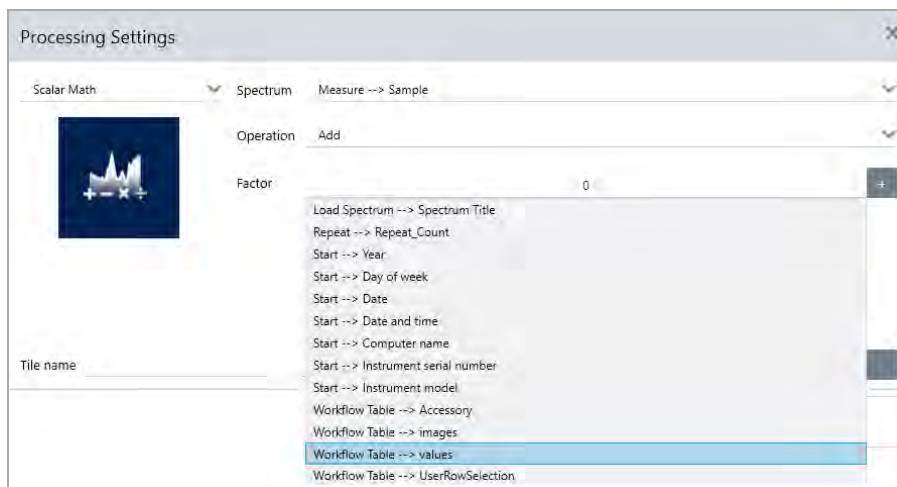 Processing Settings
Scalar Math
Spectrum Measure --> Sample
Operation Add
Factor 0 +
Load Spectrum --> Spectrum Title
Repeat --> Repeat_Count
Start --> Year
Start --> Day of week
Start --> Date
Start --> Date and time
Start --> Computer name
Start --> Instrument serial number
Start --> Instrument model
Workflow Table --> Accessory
Workflow Table --> images
Workflow Table --> values
Workflow Table --> UserRowSelection
Tile name